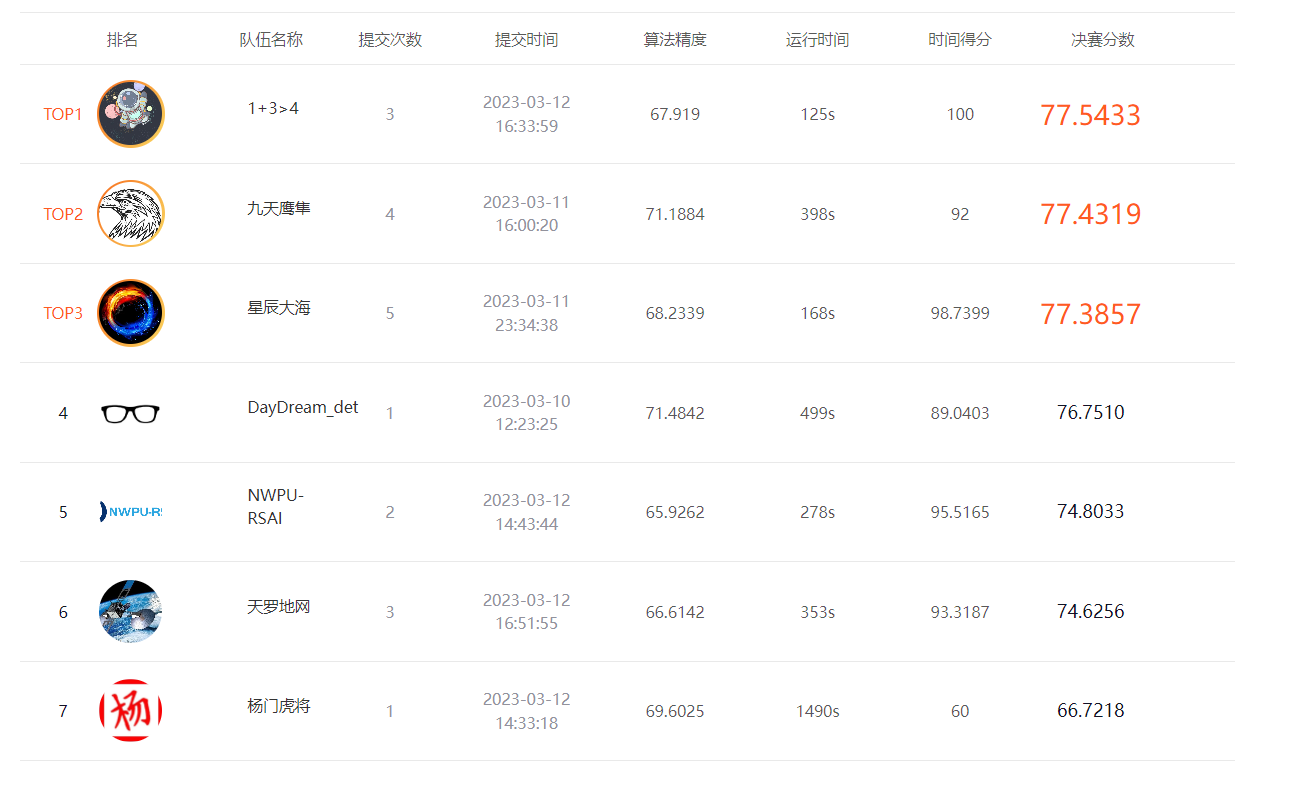 排名 队伍名称 提交次数 提交时间 算法精度 运行时间 时间得分 决赛分数
TOP1 1+3>4 3 2023-03-12 16:33:59 67.919 125s 100 77.5433
TOP2 九天鹰隼 4 2023-03-11 16:00:20 71.1884 398s 92 77.4319
TOP3 星辰大海 5 2023-03-11 23:34:38 68.2339 168s 98.7399 77.3857
4 DayDream_det 1 2023-03-10 12:23:25 71.4842 499s 89.0403 76.7510
5 NWPU-RS NWPU-RSAI 2 2023-03-12 14:43:44 65.9262 278s 95.5165 74.8033
6 天罗地网 3 2023-03-12 16:51:55 66.6142 353s 93.3187 74.6256
7 杨 杨门虎将 1 2023-03-12 14:33:18 69.6025 1490s 60 66.7218